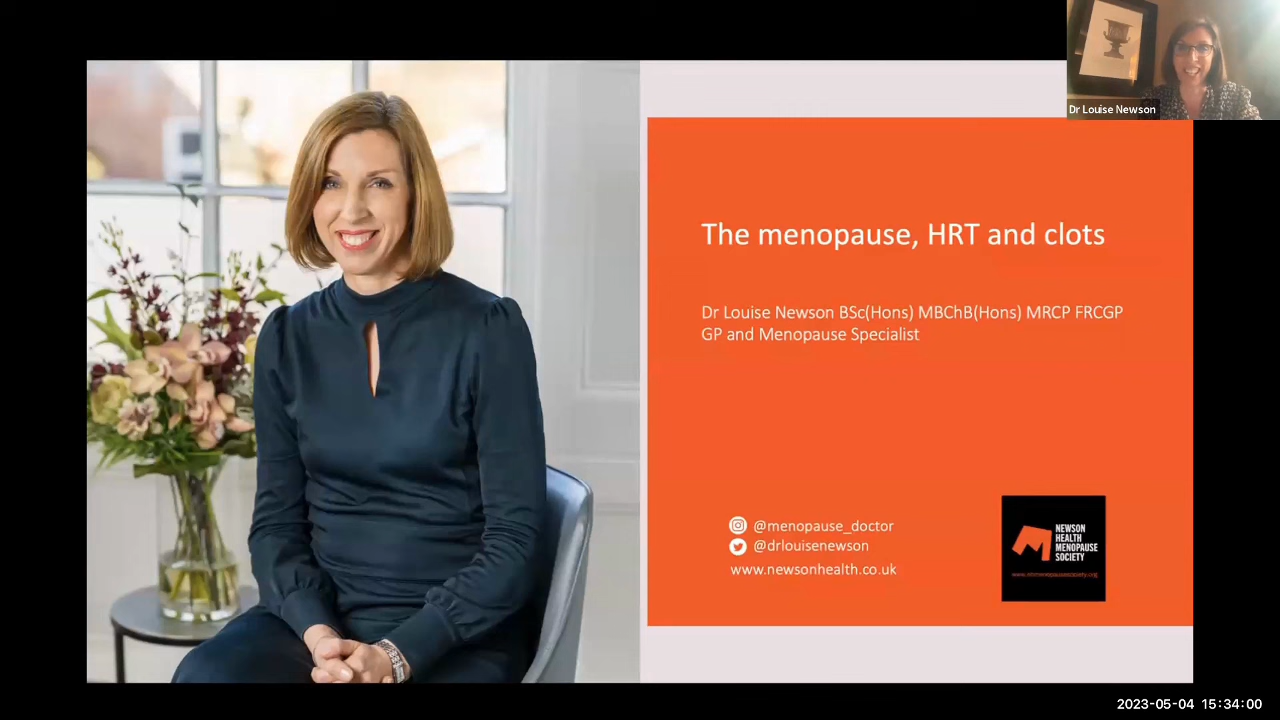 Dr Louise Newson
The menopause, HRT and clots
Dr Louise Newson BSc(Hons) MBChB(Hons) MRCP FRCGP
GP and Menopause Specialist
@menopause_doctor
@drlouisenewson
www.newsonhealth.co.uk
NEWSON
HEALTH
MENOPAUSE
SOCIETY
2023-05-04 15:34:00